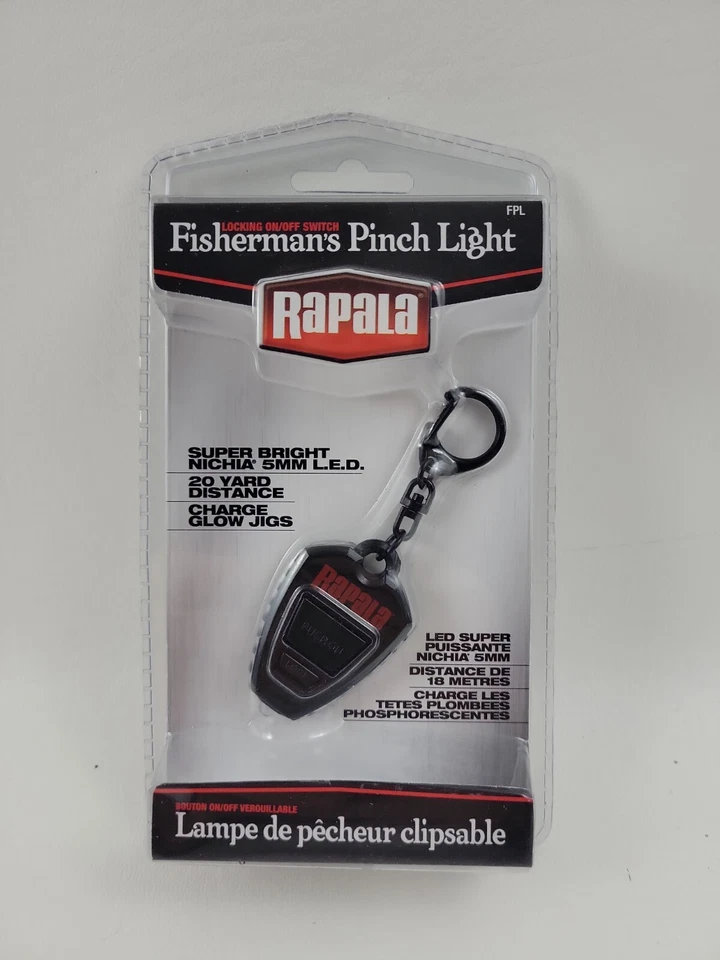 FPL
LOCKING ON/OFF SWITCH
Fisherman's Pinch Light
RAPALA
SUPER BRIGHT
NICHIA® 5MM L.E.D.
20 YARD
DISTANCE
CHARGE
GLOW JIGS
RAPALA
PUSH ON
LED SUPER
PUISSANTE
NICHIA® 5MM
DISTANCE DE
18 METRES
CHARGE LES
TETES PLOMBEES
PHOSPHORESCENTES
BOUTON ON/OFF VEROUILLABLE
Lampe de pêcheur clipsable